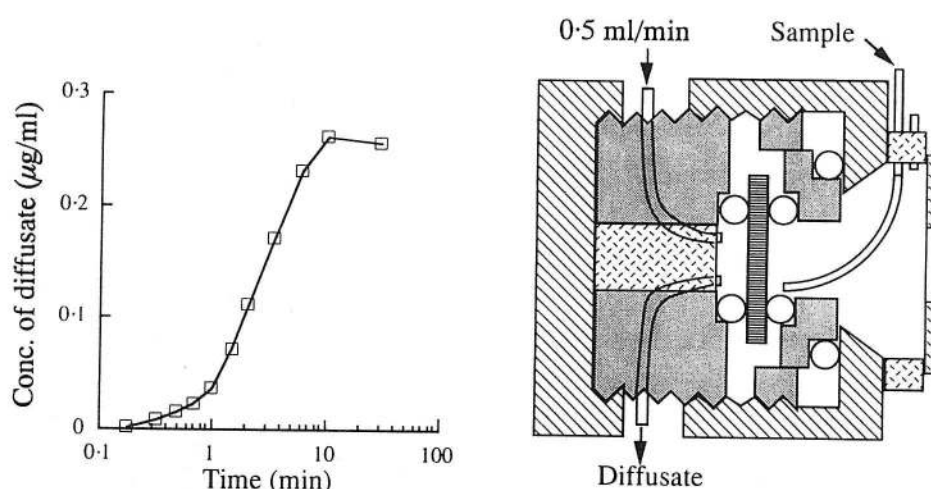 0·5 ml/min
Sample
0·3
0·2
0·1
0
Conc. of diffusate (μg/ml)
0·1 1 10 100
Time (min)
Diffusate